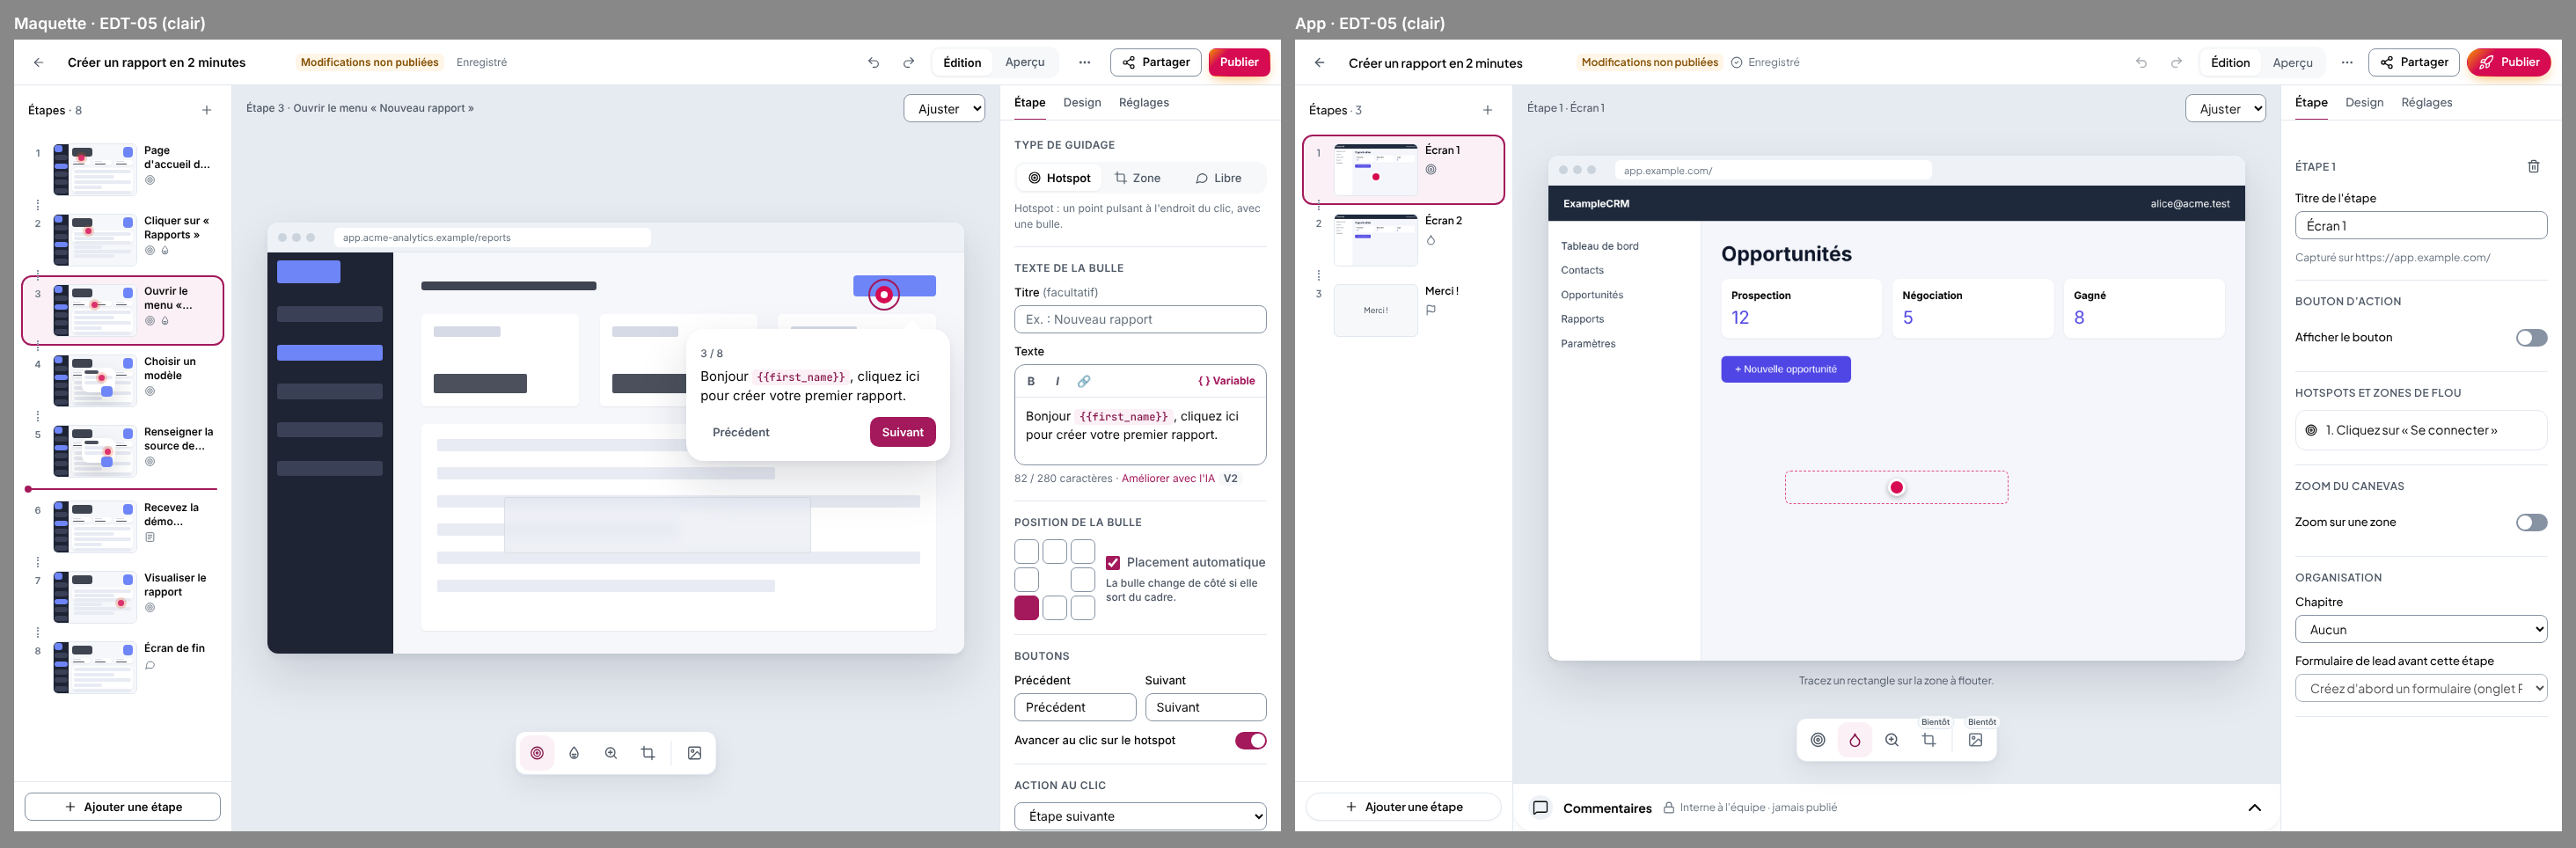 Maquette · EDT-05 (clair)
Créer un rapport en 2 minutes
Modifications non publiées
Enregistré
Édition
Aperçu
Partager
Publier
Étapes · 8
1
Page
d'accueil d...
2
Cliquer sur «
Rapports »
3
Ouvrir le
menu «...
4
Choisir un
modèle
5
Renseigner la
source de...
6
Recevez la
démo...
7
Visualiser le
rapport
8
Écran de fin
Ajouter une étape
Étape 3 · Ouvrir le menu « Nouveau rapport »
Ajuster
app.acme-analytics.example/reports
3 / 8
Bonjour {{first_name}}, cliquez ici
pour créer votre premier rapport.
Précédent
Suivant
Étape
Design
Réglages
TYPE DE GUIDAGE
Hotspot
Zone
Libre
Hotspot : un point pulsant à l'endroit du clic, avec
une bulle.
TEXTE DE LA BULLE
Titre (facultatif)
Ex. : Nouveau rapport
Texte
B
I
{ } Variable
Bonjour {{first_name}}, cliquez ici
pour créer votre premier rapport.
82 / 280 caractères · Améliorer avec l'IA V2
POSITION DE LA BULLE
Placement automatique
La bulle change de côté si elle
sort du cadre.
BOUTONS
Précédent
Suivant
Précédent
Suivant
Avancer au clic sur le hotspot
ACTION AU CLIC
Étape suivante
App · EDT-05 (clair)
Créer un rapport en 2 minutes
Modifications non publiées
Enregistré
Édition
Aperçu
Partager
Publier
Étapes · 3
1
Écran 1
2
Écran 2
3
Merci !
Merci !
Ajouter une étape
Étape 1 · Écran 1
Ajuster
app.example.com/
ExampleCRM
alice@acme.test
Tableau de bord
Contacts
Opportunités
Rapports
Paramètres
Opportunités
Prospection
12
Négociation
5
Gagné
8
+ Nouvelle opportunité
Tracez un rectangle sur la zone à flouter.
Bientôt
Bientôt
Commentaires
Interne à l'équipe · jamais publié
Étape
Design
Réglages
ÉTAPE 1
Titre de l'étape
Écran 1
Capturé sur https://app.example.com/
BOUTON D'ACTION
Afficher le bouton
HOTSPOTS ET ZONES DE FLOU
1. Cliquez sur « Se connecter »
ZOOM DU CANEVAS
Zoom sur une zone
ORGANISATION
Chapitre
Aucun
Formulaire de lead avant cette étape
Créez d'abord un formulaire (onglet F